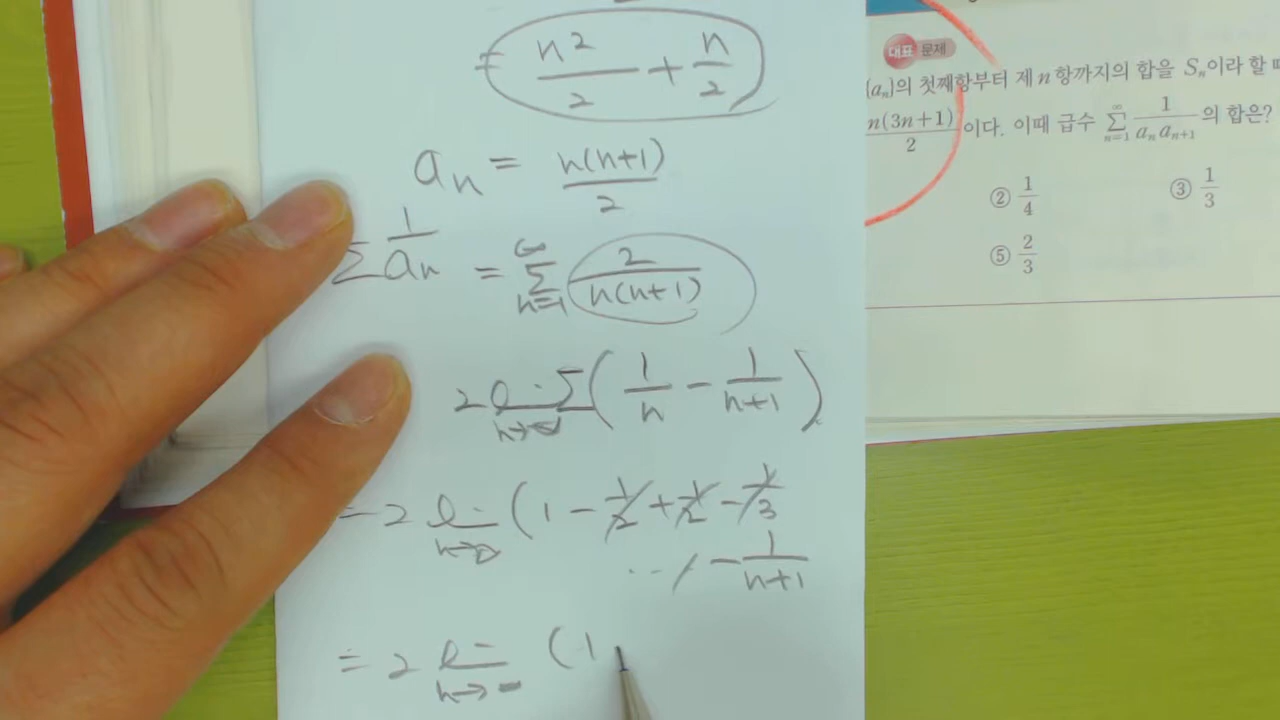 = n²/2 + n/2
aₙ = n(n+1)/2
Σ 1/aₙ = Σ_{n=1}^{∞} 2/n(n+1)
2 lim_{n→∞} Σ ( 1/n - 1/(n+1) )
= 2 lim_{n→∞} ( 1 - 1/2 + 1/2 - 1/3
... - 1/(n+1)
= 2 lim_{n→∞} ( 1
대표 문제
{aₙ}의 첫째항부터 제 n 항까지의 합을 Sₙ이라 할
n(3n+1)/2 이다. 이때 급수 Σ_{n=1}^{∞} 1/(aₙaₙ₊₁) 의 합은?
② 1/4 ③ 1/3
⑤ 2/3